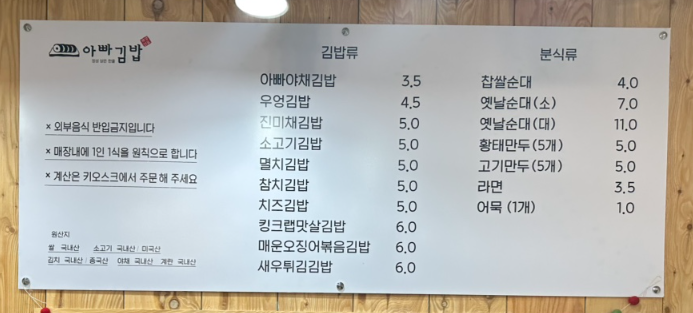 아빠김밥
× 외부음식 반입금지입니다
× 매장내에 1인 1식을 원칙으로 합니다
× 계산은 키오스크에서 주문해 주세요
원산지
쌀 국내산 소고기 국내산 / 미국산
김치 국내산 / 중국산 야채 국내산 계란 국내산
김밥류
아빠야채김밥 3.5
우엉김밥 4.5
진미채김밥 5.0
소고기김밥 5.0
멸치김밥 5.0
참치김밥 5.0
치즈김밥 5.0
킹크랩맛살김밥 6.0
매운오징어볶음김밥 6.0
새우튀김김밥 6.0
분식류
찹쌀순대 4.0
옛날순대(소) 7.0
옛날순대(대) 11.0
황태만두(5개) 5.0
고기만두(5개) 5.0
라면 3.5
어묵 (1개) 1.0